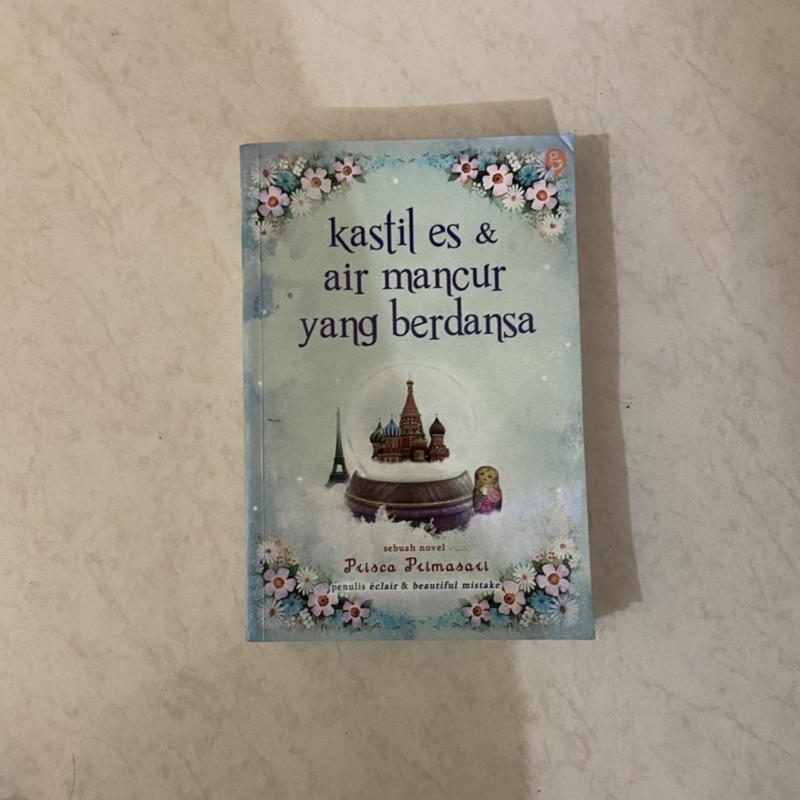 kastil es &
air mancur
yang berdansa
sebuah novel
Prisca Primasari
penulis éclair & beautiful mistake